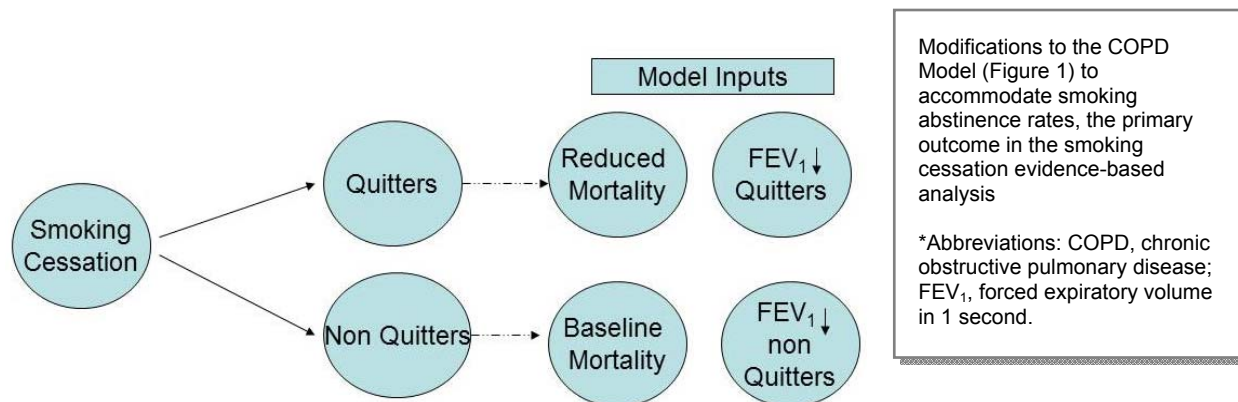 Model Inputs
Smoking
Cessation
Quitters
Reduced
Mortality
FEV₁↓
Quitters
Non Quitters
Baseline
Mortality
FEV₁↓
non
Quitters
Modifications to the COPD
Model (Figure 1) to
accommodate smoking
abstinence rates, the primary
outcome in the smoking
cessation evidence-based
analysis
*Abbreviations: COPD, chronic
obstructive pulmonary disease;
FEV₁, forced expiratory volume
in 1 second.